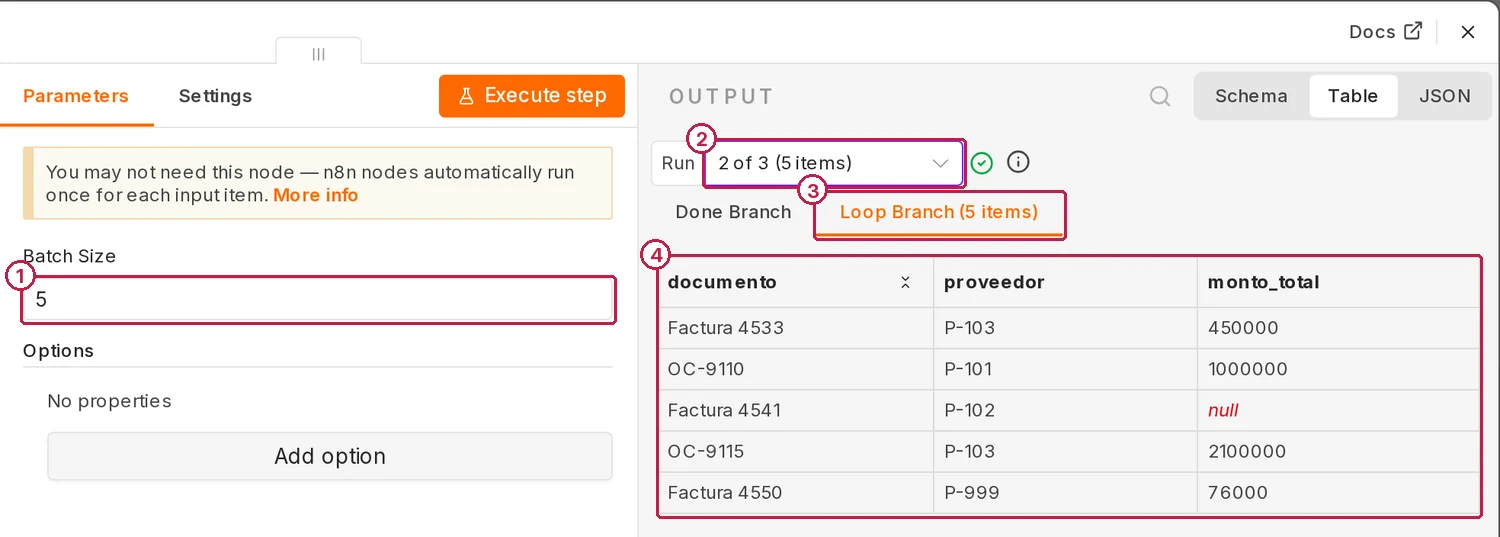 Docs
Parameters
Settings
Execute step
You may not need this node — n8n nodes automatically run
once for each input item. More info
Batch Size
1
5
Options
No properties
Add option
OUTPUT
Schema
Table
JSON
2
Run
2 of 3 (5 items)
3
Done Branch
Loop Branch (5 items)
4
documento proveedor monto_total
Factura 4533 P-103 450000
OC-9110 P-101 1000000
Factura 4541 P-102 null
OC-9115 P-103 2100000
Factura 4550 P-999 76000